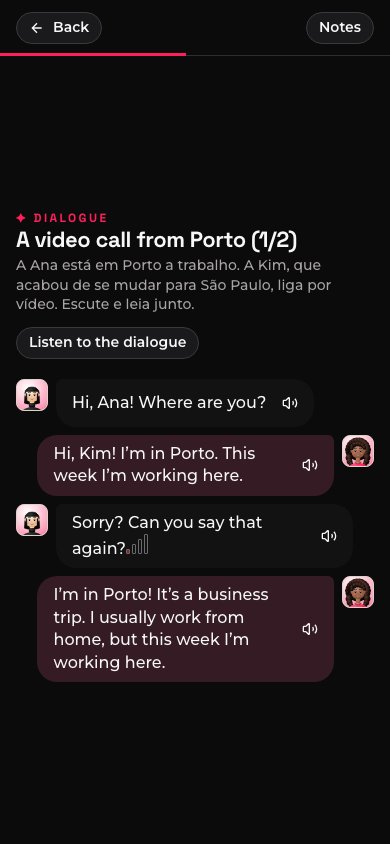 Back
Notes
DIALOGUE
A video call from Porto (1/2)
A Ana está em Porto a trabalho. A Kim, que
acabou de se mudar para São Paulo, liga por
vídeo. Escute e leia junto.
Listen to the dialogue
Hi, Ana! Where are you?
Hi, Kim! I’m in Porto. This
week I’m working here.
Sorry? Can you say that
again?
I’m in Porto! It’s a business
trip. I usually work from
home, but this week I’m
working here.